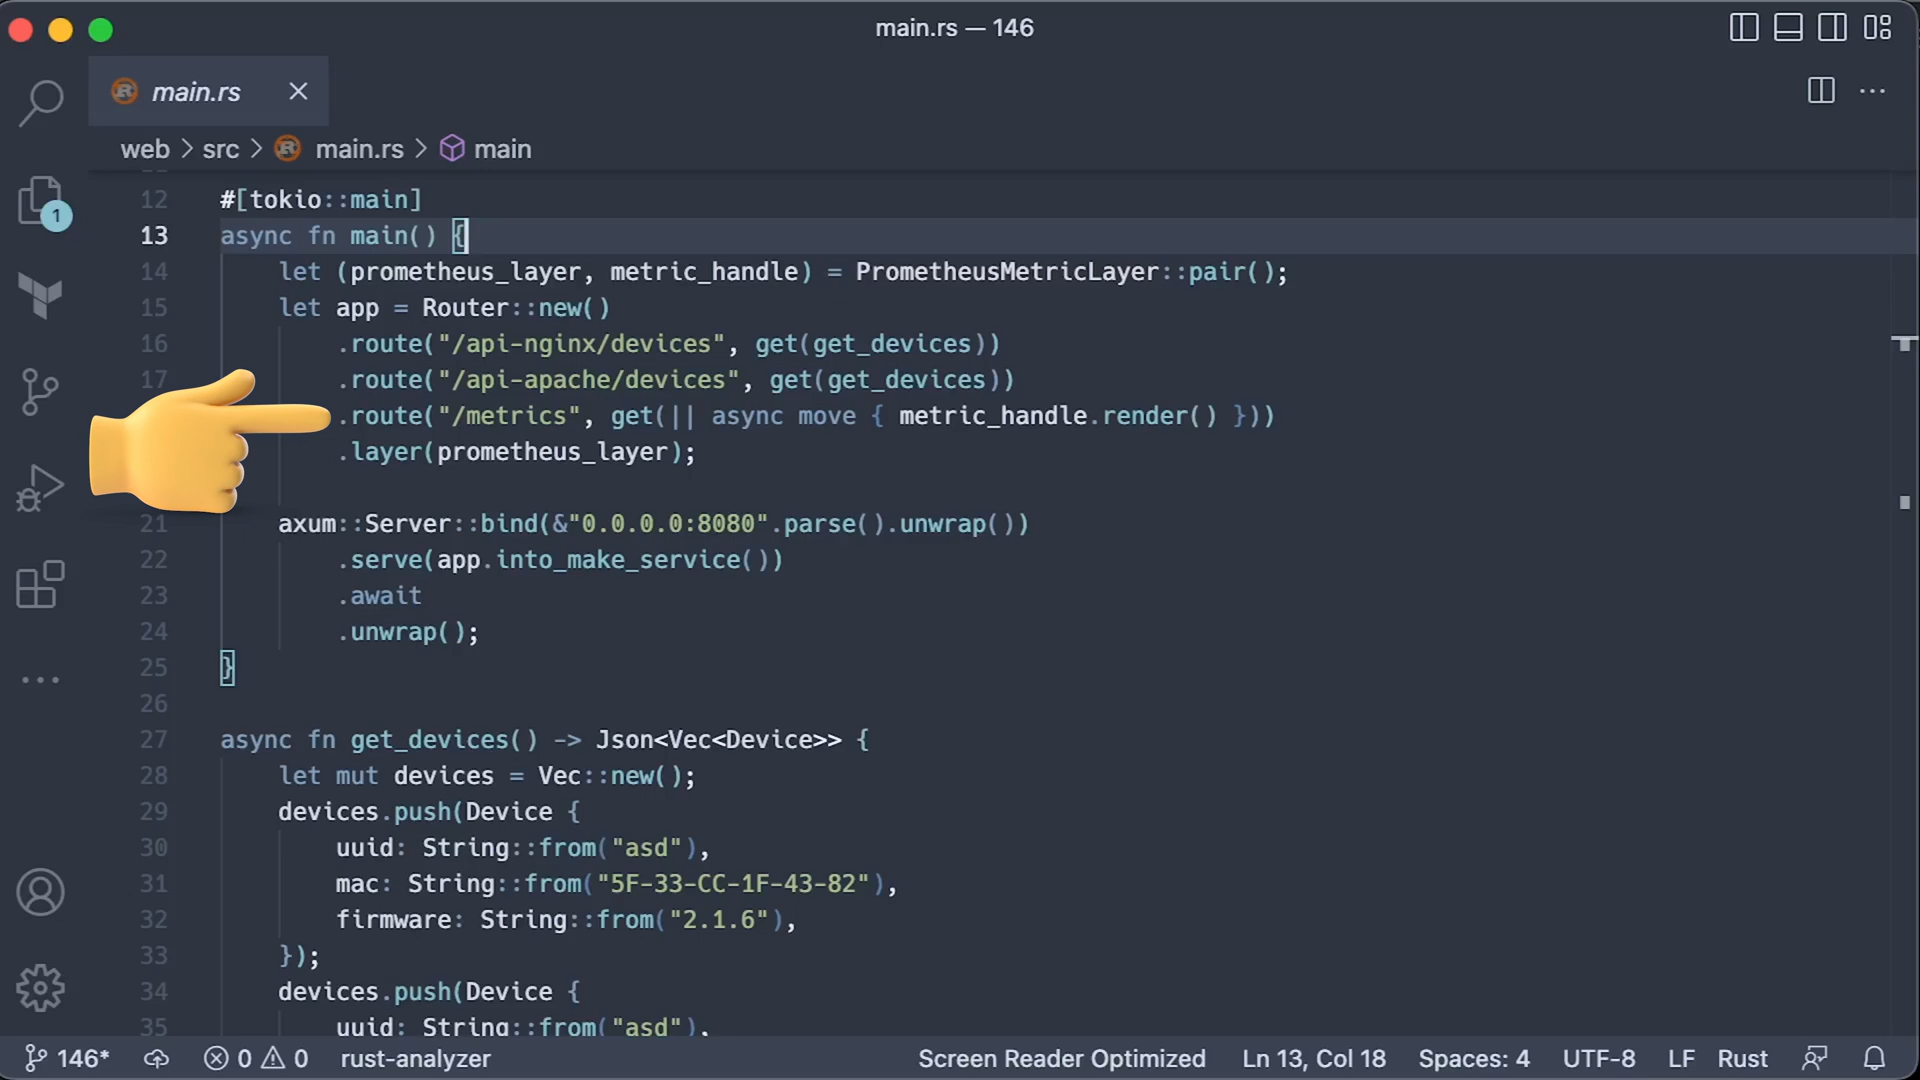 main.rs — 146
main.rs
web > src > main.rs > main
12 #[tokio::main]
13 async fn main() {
14 let (prometheus_layer, metric_handle) = PrometheusMetricLayer::pair();
15 let app = Router::new()
16 .route("/api-nginx/devices", get(get_devices))
17 .route("/api-apache/devices", get(get_devices))
.route("/metrics", get(|| async move { metric_handle.render() }))
.layer(prometheus_layer);
21 axum::Server::bind(&"0.0.0.0:8080".parse().unwrap())
22 .serve(app.into_make_service())
23 .await
24 .unwrap();
25 }
26
27 async fn get_devices() -> Json<Vec<Device>> {
28 let mut devices = Vec::new();
29 devices.push(Device {
30 uuid: String::from("asd"),
31 mac: String::from("5F-33-CC-1F-43-82"),
32 firmware: String::from("2.1.6"),
33 });
34 devices.push(Device {
35 uuid: String::from("asd"),
1
146* 0 0 rust-analyzer Screen Reader Optimized Ln 13, Col 18 Spaces: 4 UTF-8 LF Rust